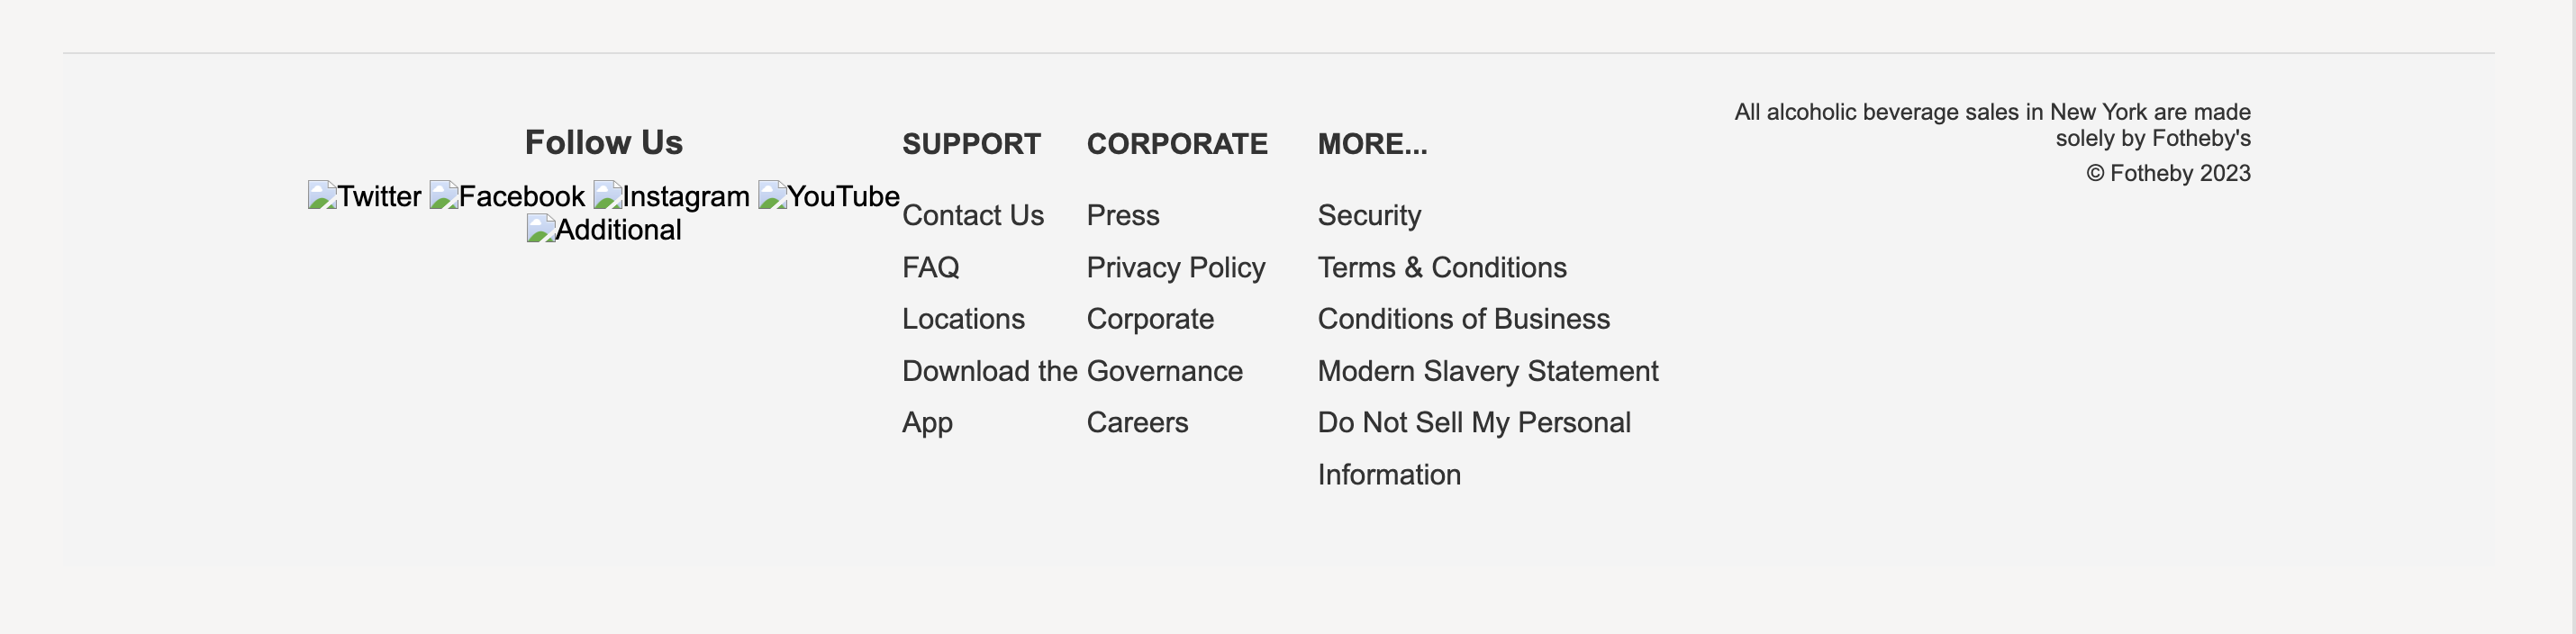 Follow Us
Twitter Facebook Instagram YouTube
Additional
SUPPORT
Contact Us
FAQ
Locations
Download the
App
CORPORATE
Press
Privacy Policy
Corporate
Governance
Careers
MORE...
Security
Terms & Conditions
Conditions of Business
Modern Slavery Statement
Do Not Sell My Personal
Information
All alcoholic beverage sales in New York are made
solely by Fotheby's
© Fotheby 2023